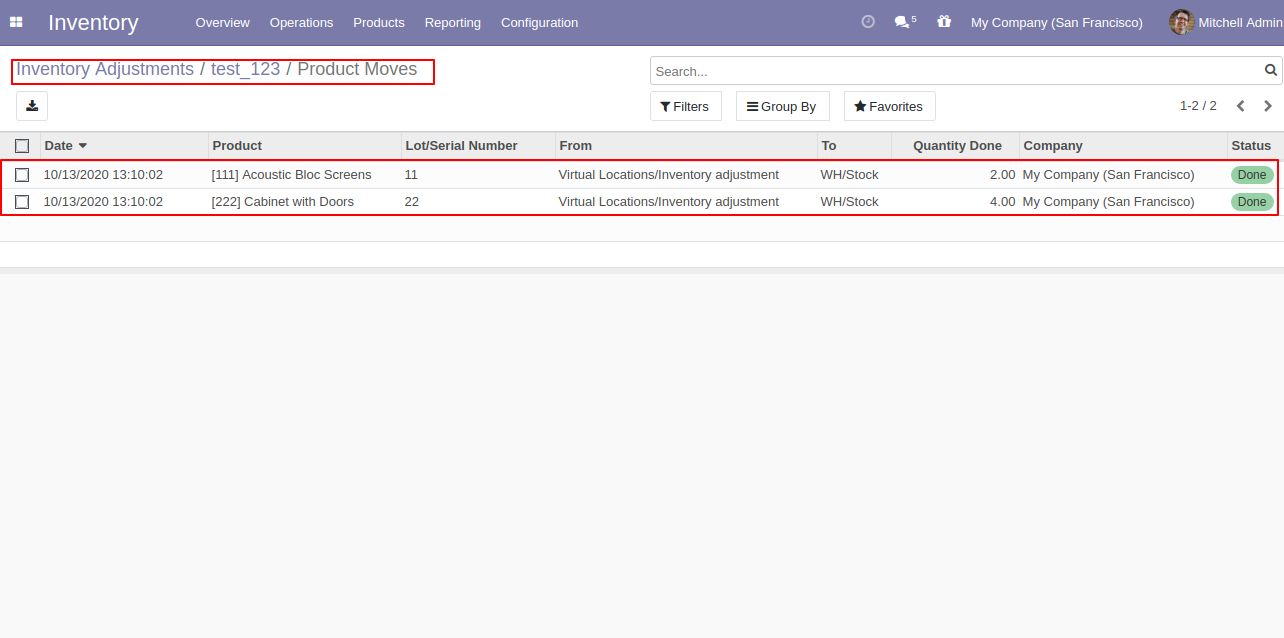 Inventory Overview Operations Products Reporting Configuration 5 My Company (San Francisco) Mitchell Admin
Inventory Adjustments / test_123 / Product Moves
Search...
Filters Group By Favorites 1-2 / 2
Date Product Lot/Serial Number From To Quantity Done Company Status
10/13/2020 13:10:02 [111] Acoustic Bloc Screens 11 Virtual Locations/Inventory adjustment WH/Stock 2.00 My Company (San Francisco) Done
10/13/2020 13:10:02 [222] Cabinet with Doors 22 Virtual Locations/Inventory adjustment WH/Stock 4.00 My Company (San Francisco) Done